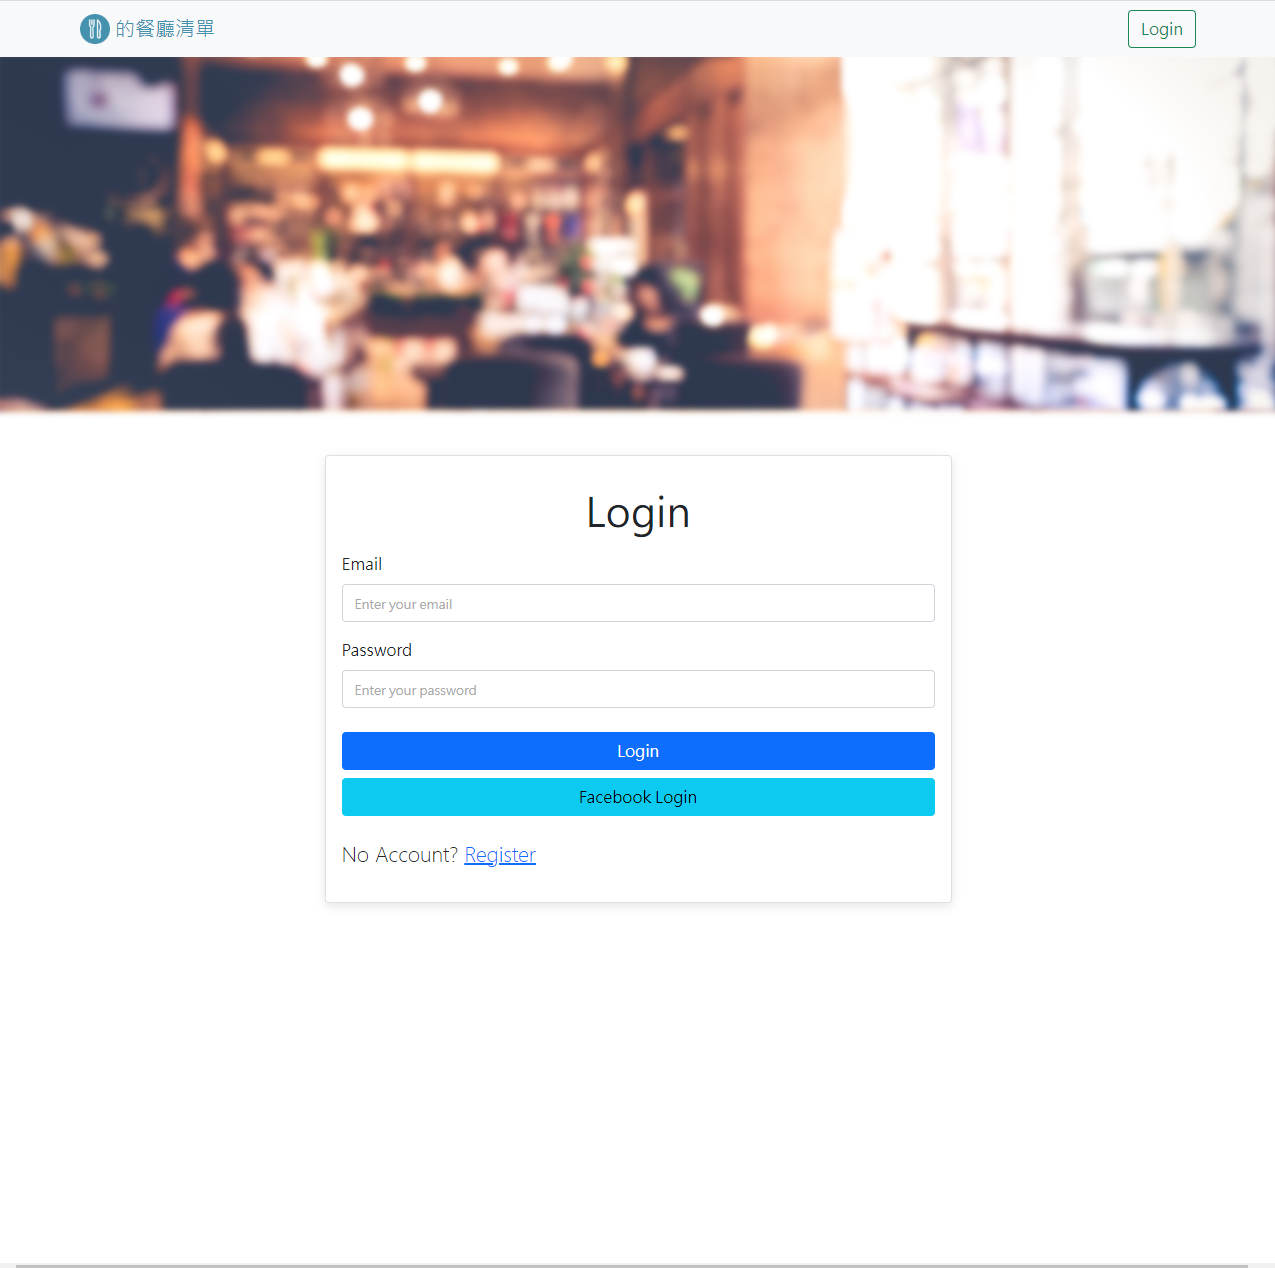 的餐廳清單
Login
Login
Email
Enter your email
Password
Enter your password
Login
Facebook Login
No Account? Register